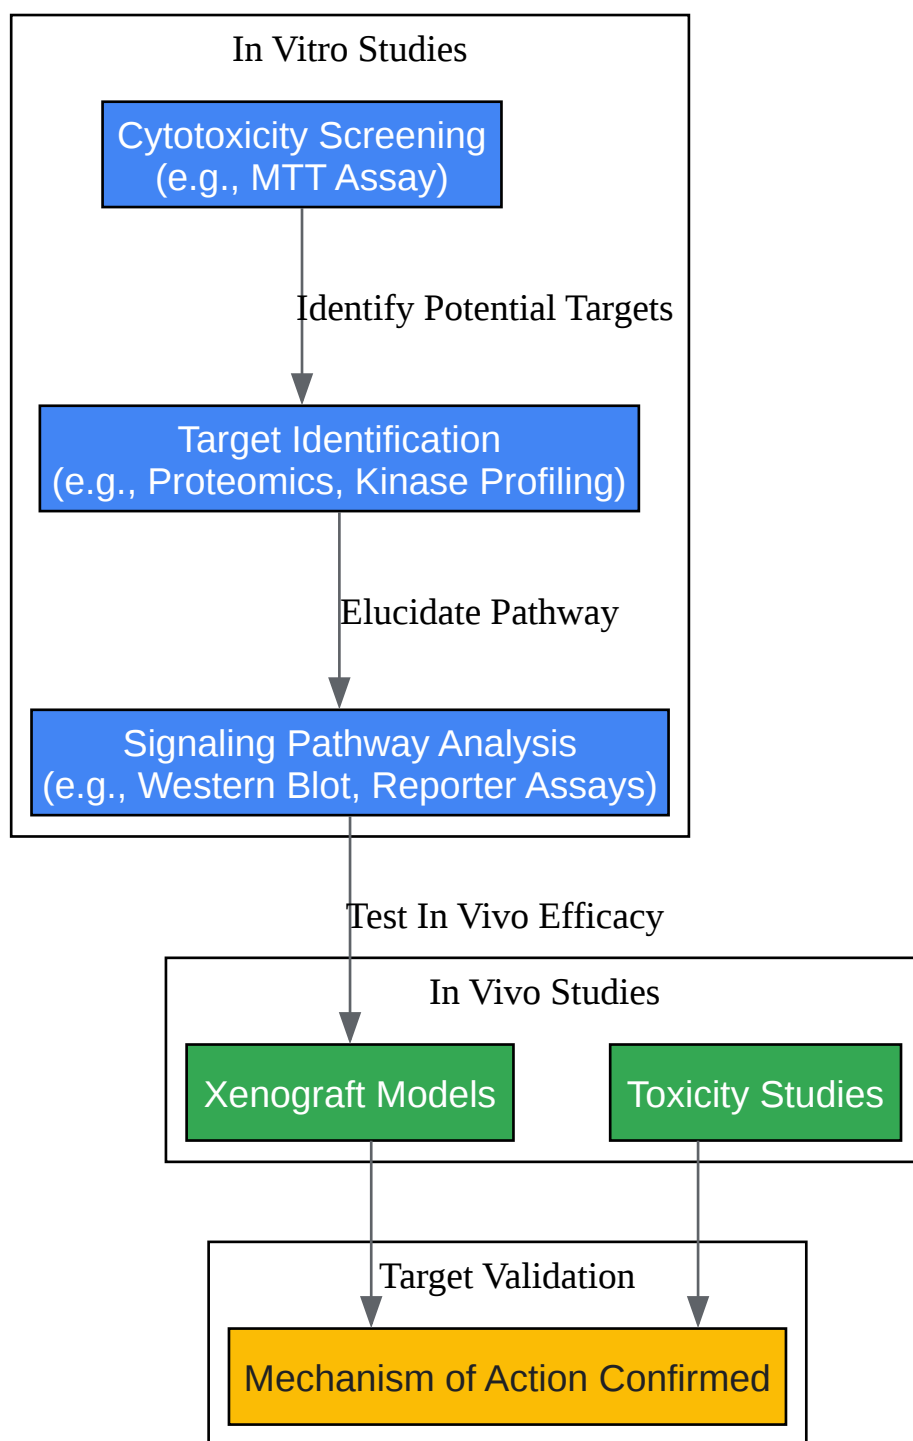 In Vitro Studies
Cytotoxicity Screening
(e.g., MTT Assay)
Identify Potential Targets
Target Identification
(e.g., Proteomics, Kinase Profiling)
Elucidate Pathway
Signaling Pathway Analysis
(e.g., Western Blot, Reporter Assays)
Test In Vivo Efficacy
In Vivo Studies
Xenograft Models
Toxicity Studies
Target Validation
Mechanism of Action Confirmed